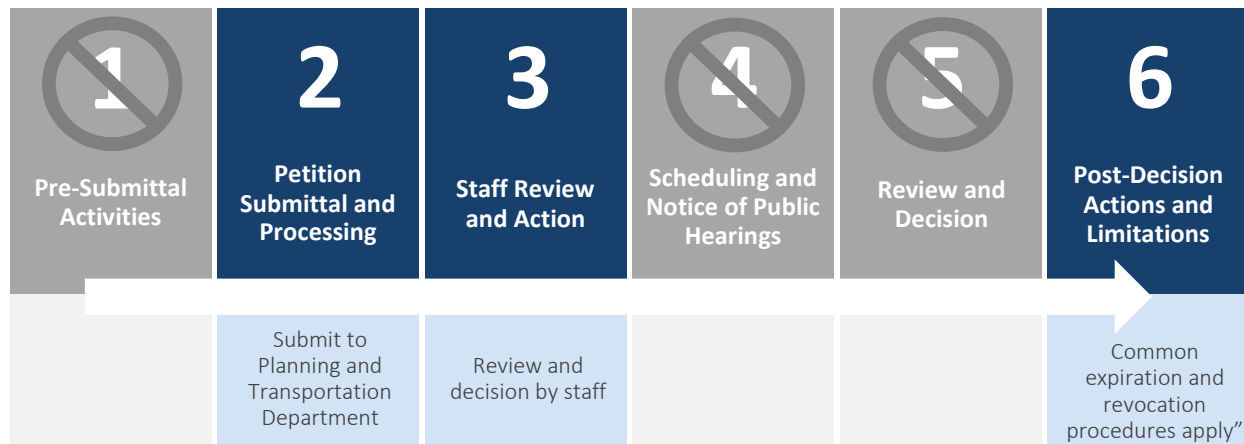 1
Pre-Submittal
Activities
2
Petition
Submittal and
Processing
Submit to
Planning and
Transportation
Department
3
Staff Review
and Action
Review and
decision by staff
4
Scheduling and
Notice of Public
Hearings
5
Review and
Decision
6
Post-Decision
Actions and
Limitations
Common
expiration and
revocation
procedures apply”